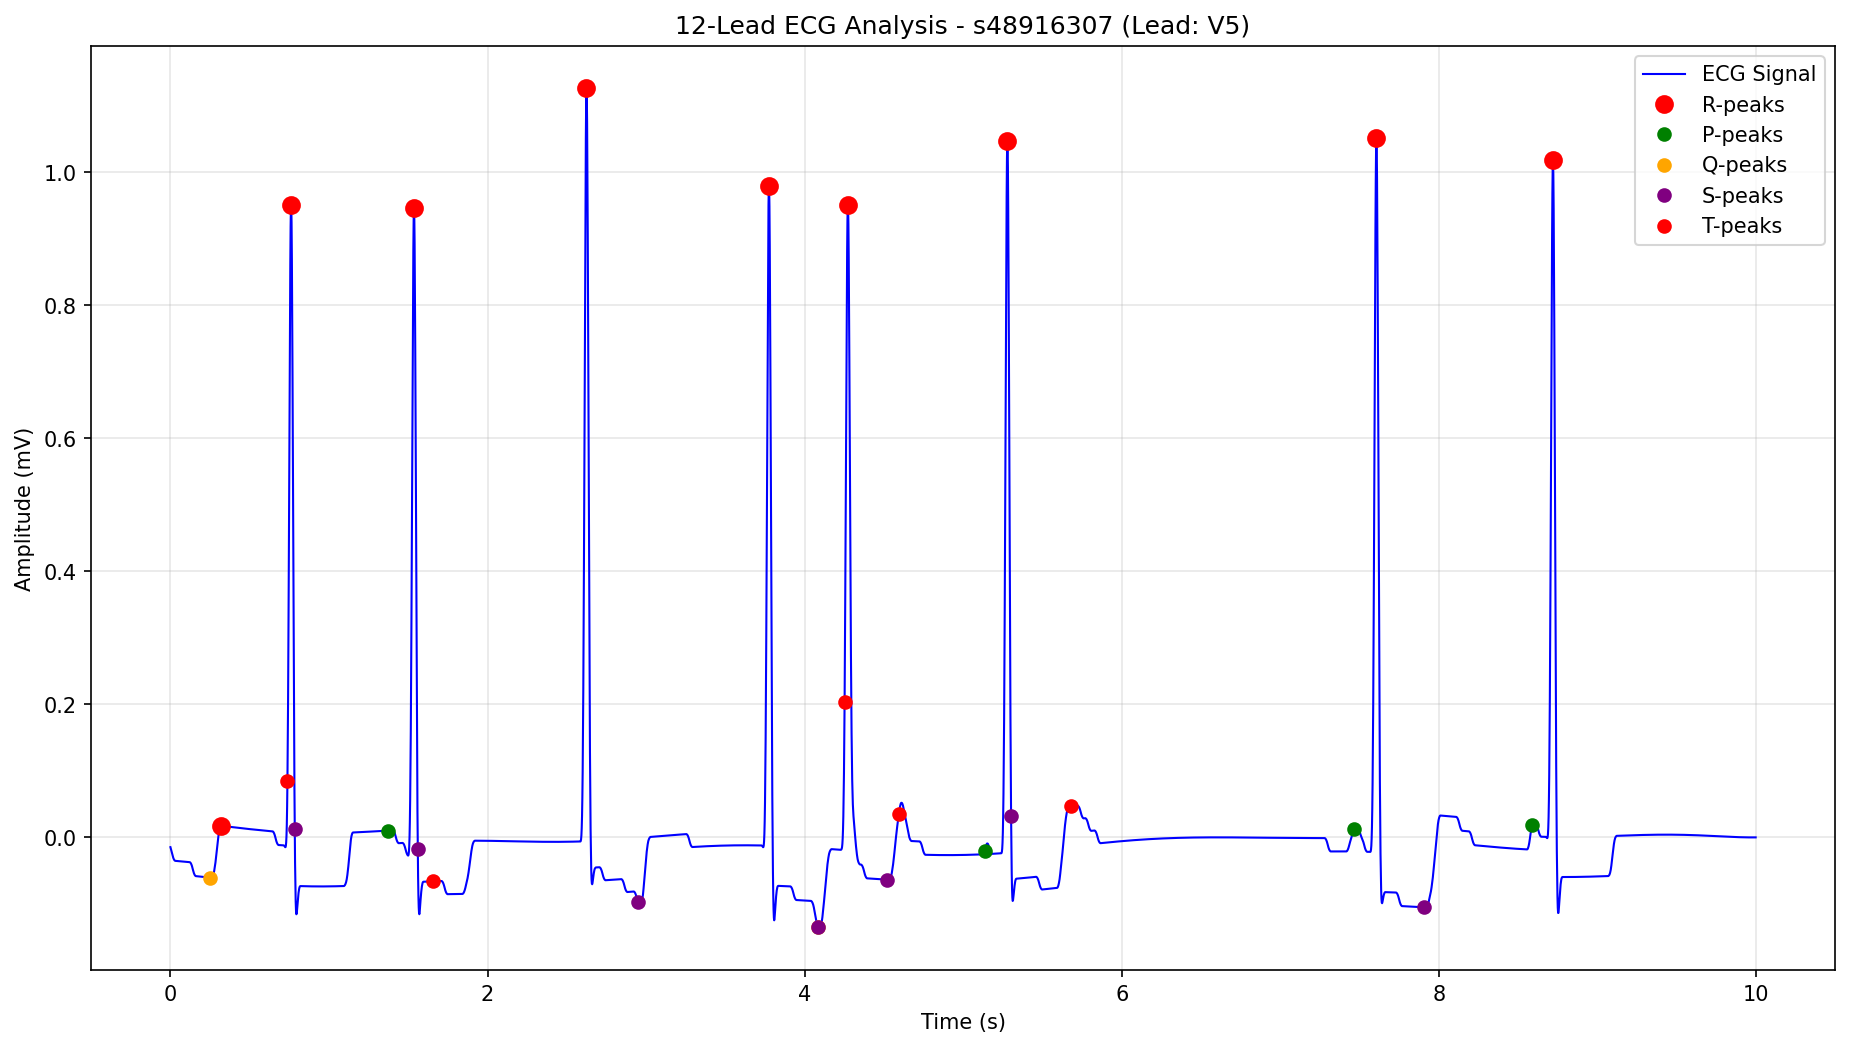 12-Lead ECG Analysis - s48916307 (Lead: V5)
ECG Signal
R-peaks
P-peaks
Q-peaks
S-peaks
T-peaks
Amplitude (mV)
1.0
0.8
0.6
0.4
0.2
0.0
0 2 4 6 8 10
Time (s)